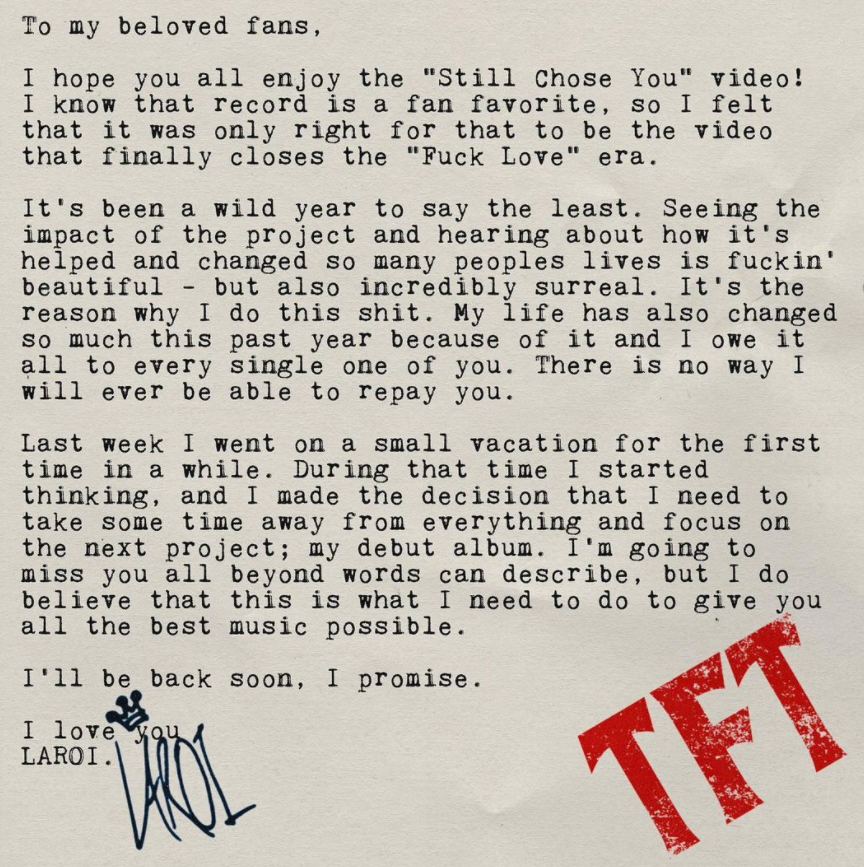 To my beloved fans,
I hope you all enjoy the "Still Chose You" video!
I know that record is a fan favorite, so I felt
that it was only right for that to be the video
that finally closes the "Fuck Love" era.
It's been a wild year to say the least. Seeing the
impact of the project and hearing about how it's
helped and changed so many peoples lives is fuckin'
beautiful - but also incredibly surreal. It's the
reason why I do this shit. My life has also changed
so much this past year because of it and I owe it
all to every single one of you. There is no way I
will ever be able to repay you.
Last week I went on a small vacation for the first
time in a while. During that time I started
thinking, and I made the decision that I need to
take some time away from everything and focus on
the next project; my debut album. I'm going to
miss you all beyond words can describe, but I do
believe that this is what I need to do to give you
all the best music possible.
I'll be back soon, I promise.
I love you
LAROI.
LAROI
TFT